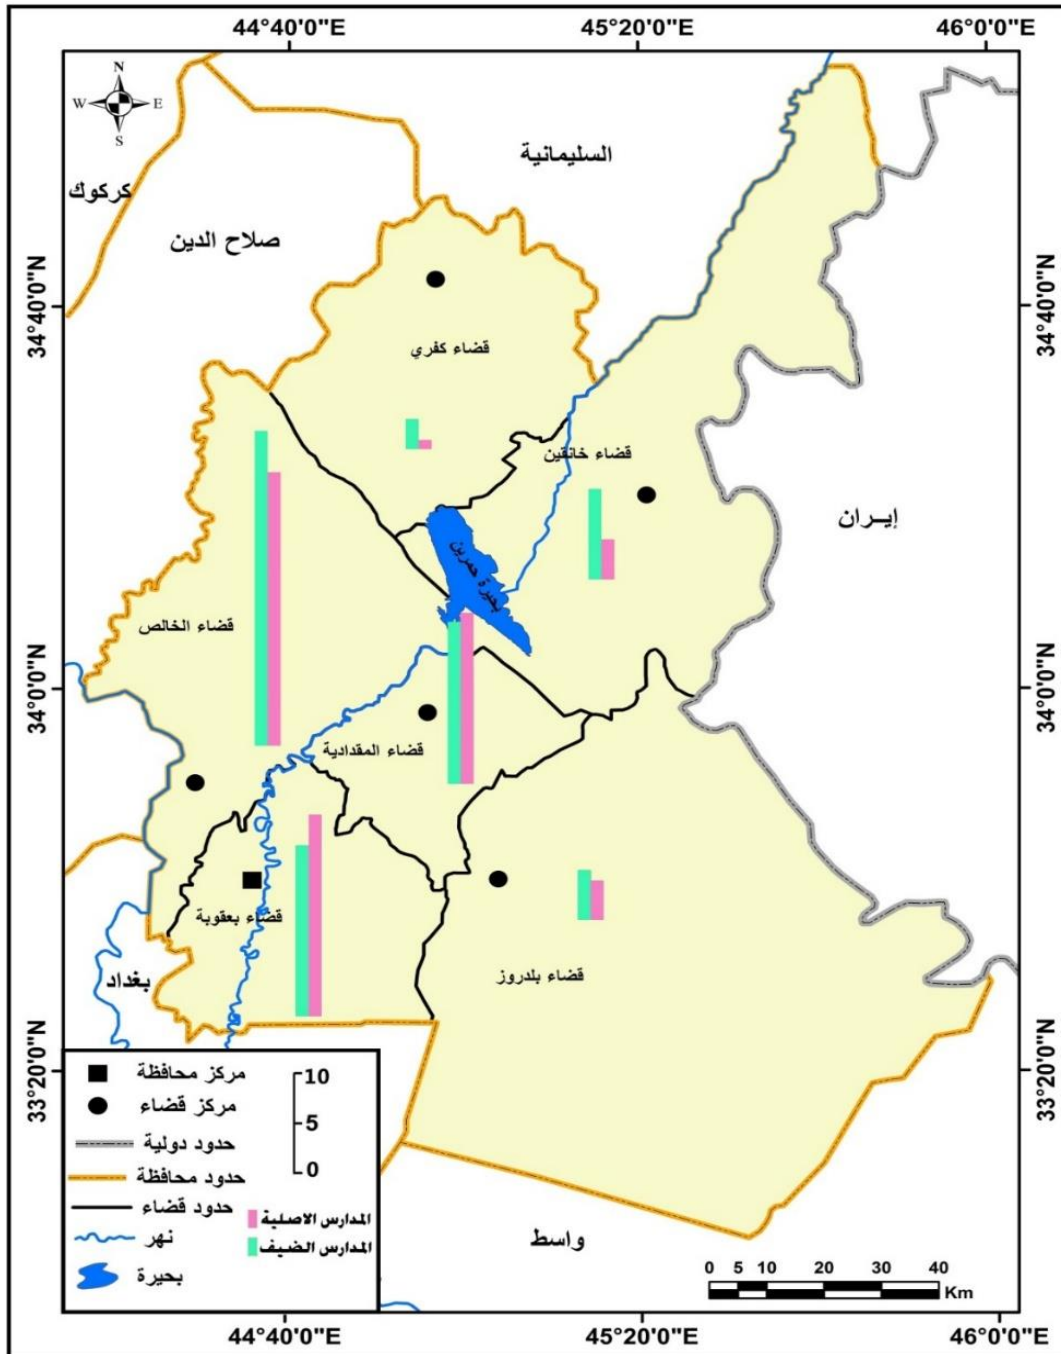 44°40'0"E
45°20'0"E
46°0'0"E
N
W
E
S
السليمانية
كركوك
صلاح الدين
34°40'0"N
34°40'0"N
قضاء كفري
قضاء خانقين
إيــران
بحيرة حمرين
قضاء الخالص
34°0'0"N
34°0'0"N
قضاء المقدادية
قضاء بعقوبة
بغداد
قضاء بلدروز
33°20'0"N
33°20'0"N
مركز محافظة
مركز قضاء
حدود دولية
حدود محافظة
حدود قضاء
نهر
بحيرة
10
5
0
المدارس الاصلية
المدارس الضيف
واسط
0 5 10 20 30 40
Km
44°40'0"E
45°20'0"E
46°0'0"E